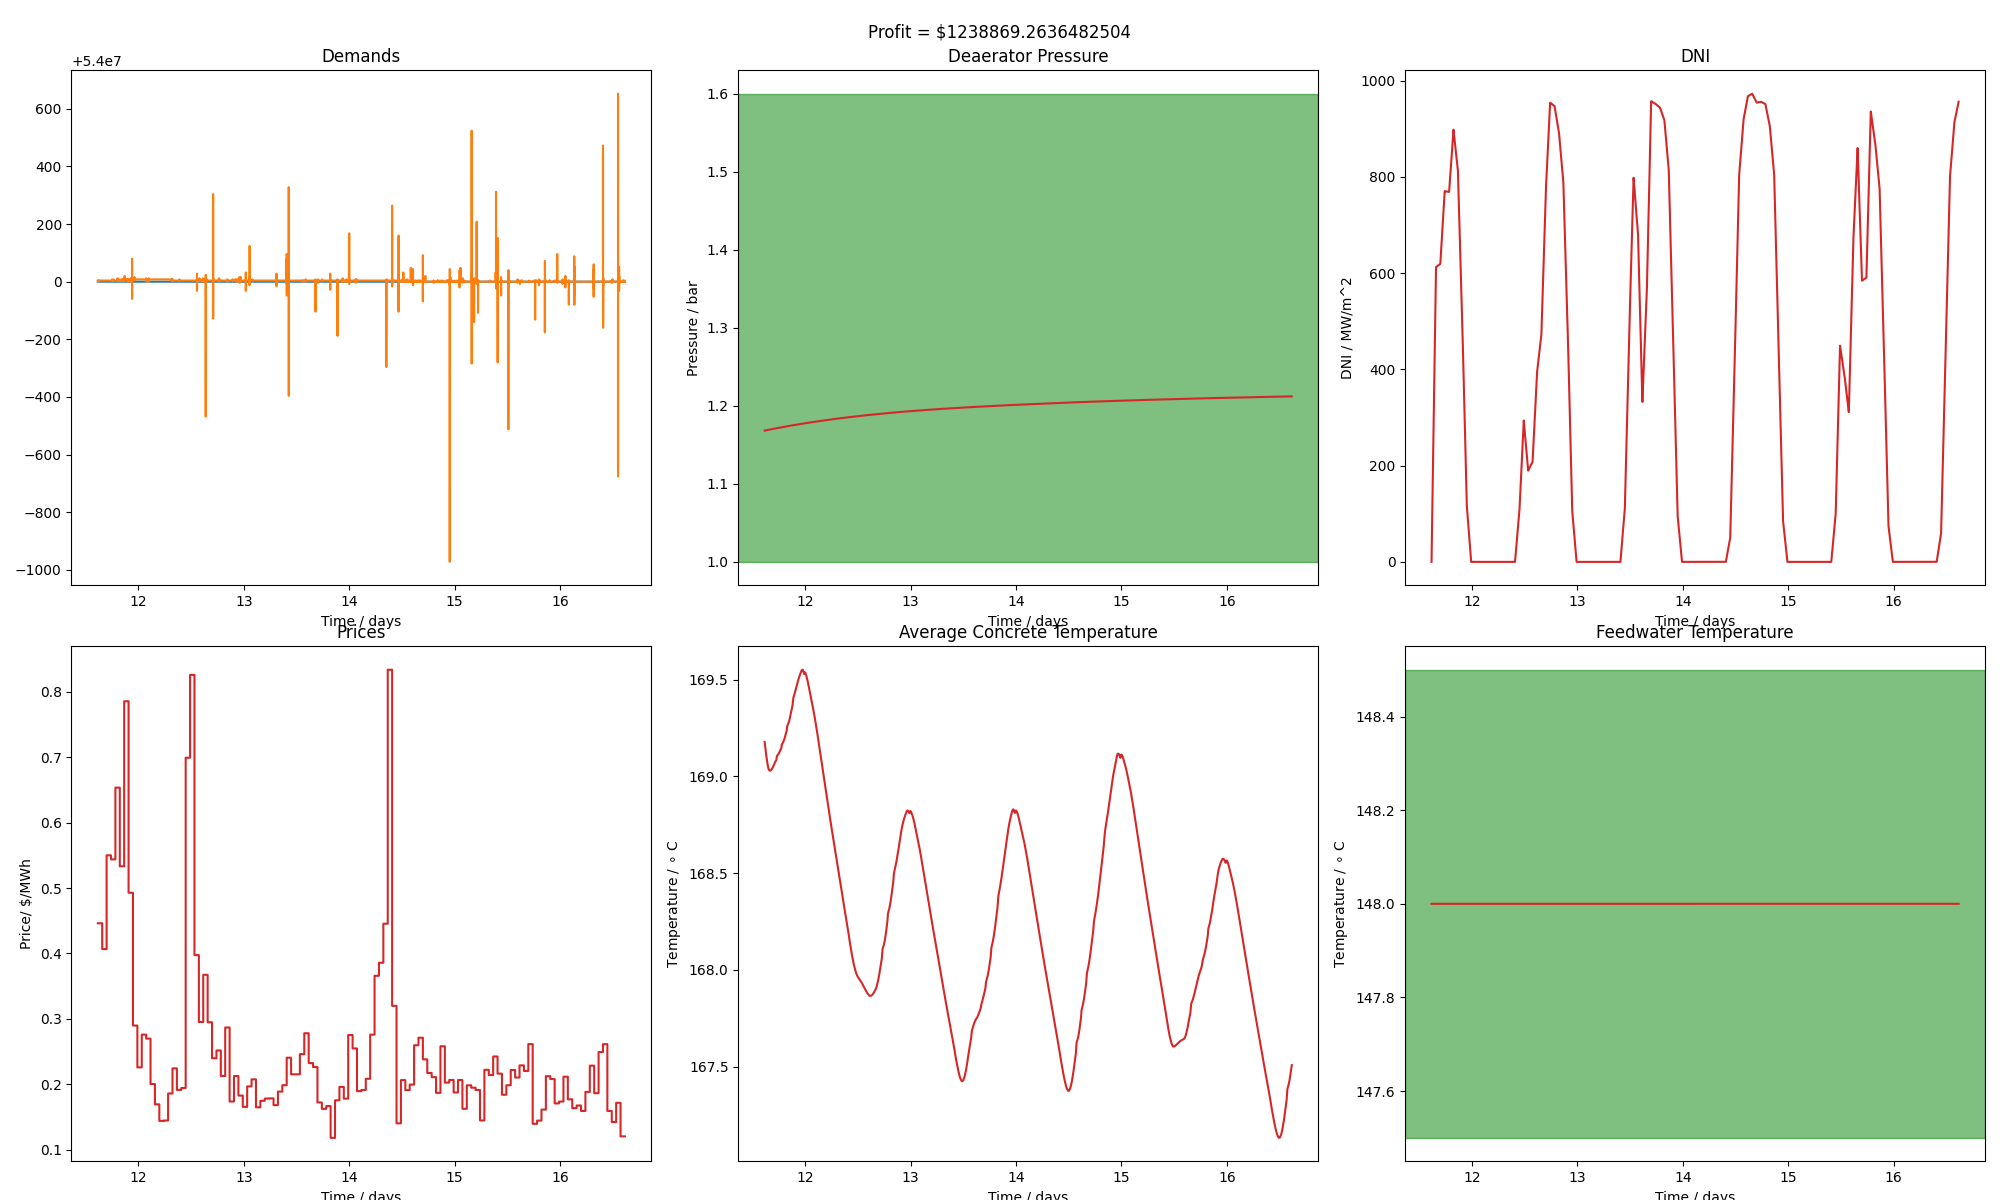 Profit = $1238869.2636482504
Demands
+5.4e7
600
400
200
0
−200
−400
−600
−800
−1000
12 13 14 15 16
Time / days
Deaerator Pressure
Pressure / bar
1.6
1.5
1.4
1.3
1.2
1.1
1.0
12 13 14 15 16
Time / days
DNI
DNI / MW/m^2
1000
800
600
400
200
0
12 13 14 15 16
Time / days
Prices
Price/ $/MWh
0.8
0.7
0.6
0.5
0.4
0.3
0.2
0.1
12 13 14 15 16
Time / days
Average Concrete Temperature
Temperature / ∘ C
169.5
169.0
168.5
168.0
167.5
12 13 14 15 16
Time / days
Feedwater Temperature
Temperature / ∘ C
148.4
148.2
148.0
147.8
147.6
12 13 14 15 16
Time / days